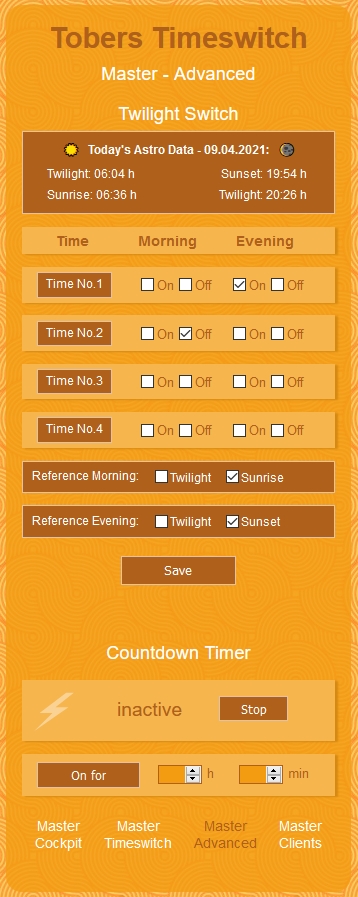 Tobers Timeswitch
Master - Advanced
Twilight Switch
Today's Astro Data - 09.04.2021:
Twilight: 06:04 h Sunset: 19:54 h
Sunrise: 06:36 h Twilight: 20:26 h
Time Morning Evening
Time No.1 On Off On Off
Time No.2 On Off On Off
Time No.3 On Off On Off
Time No.4 On Off On Off
Reference Morning: Twilight Sunrise
Reference Evening: Twilight Sunset
Save
Countdown Timer
inactive Stop
On for h min
Master Master Master Master
Cockpit Timeswitch Advanced Clients